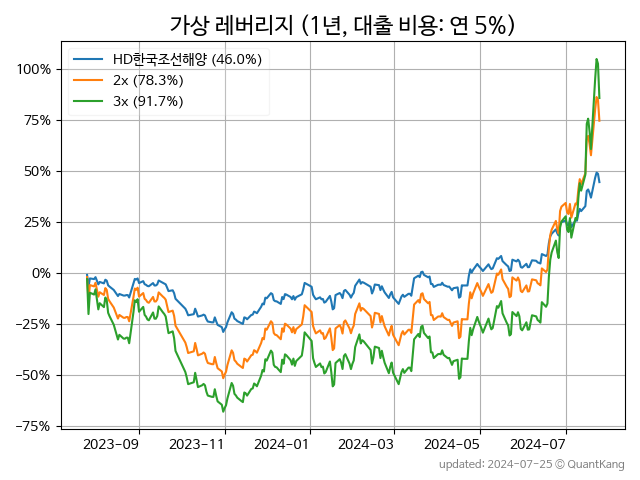 가상 레버리지 (1년, 대출 비용: 연 5%)
HD한국조선해양 (46.0%)
2x (78.3%)
3x (91.7%)
100%
75%
50%
25%
0%
−25%
−50%
−75%
2023-09 2023-11 2024-01 2024-03 2024-05 2024-07
updated: 2024-07-25 © QuantKang